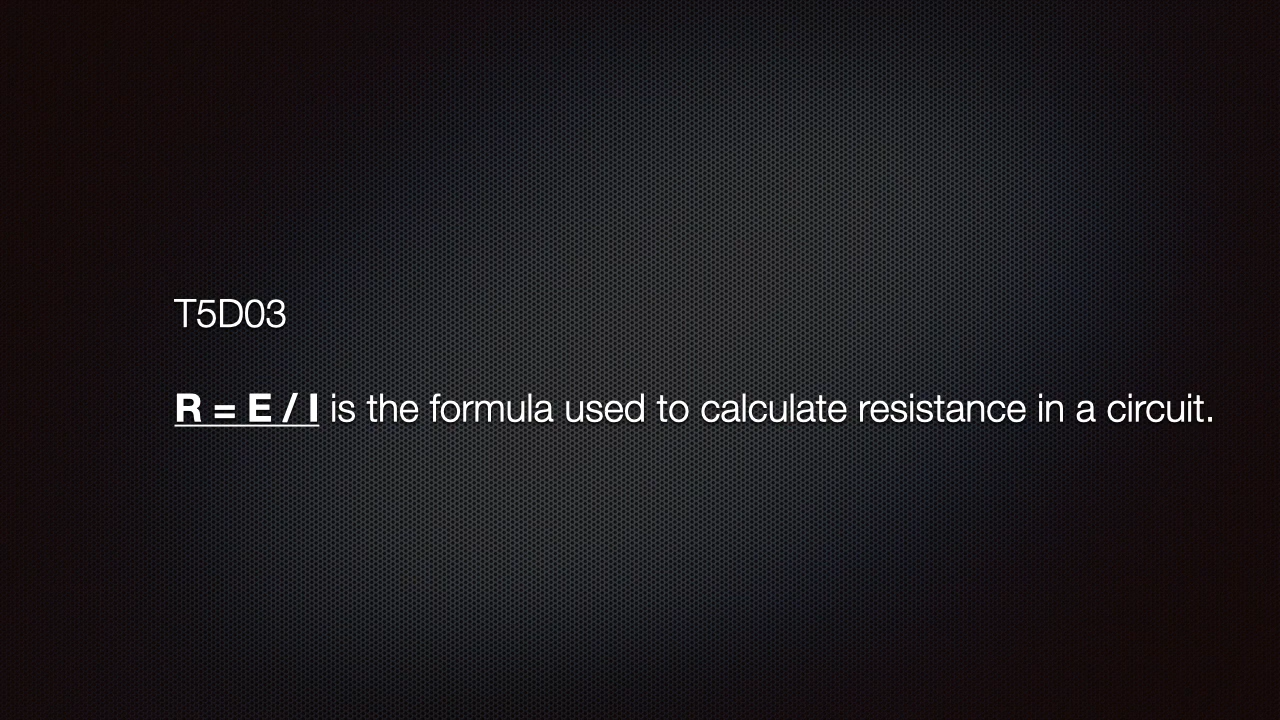 T5D03
R = E / I is the formula used to calculate resistance in a circuit.